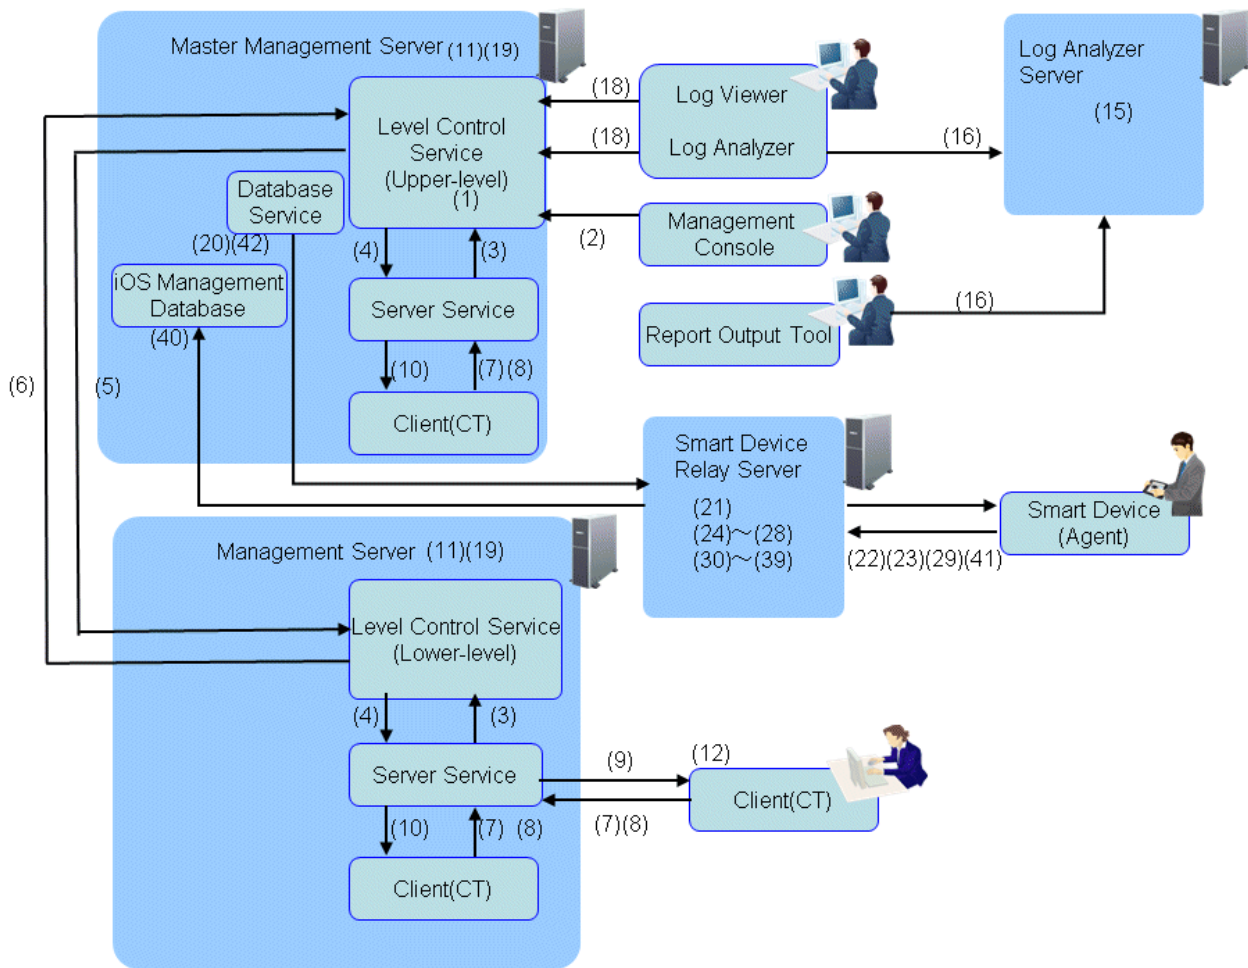 Master Management Server (11)(19)
Level Control
Service
(Upper-level)
(1)
Database
Service
(20)(42)
iOS Management
Database
(40)
(4)
(3)
Server Service
(10)
(7)(8)
Client(CT)
(6)
(5)
(18)
Log Viewer
(18)
Log Analyzer
(16)
Log Analyzer
Server
(15)
(2)
Management
Console
Report Output Tool
(16)
Smart Device
Relay Server
(21)
(24)～(28)
(30)～(39)
Smart Device
(Agent)
(22)(23)(29)(41)
Management Server (11)(19)
Level Control Service
(Lower-level)
(4)
(3)
Server Service
(9)
(12)
Client(CT)
(7)(8)
(10)
(7) (8)
Client(CT)